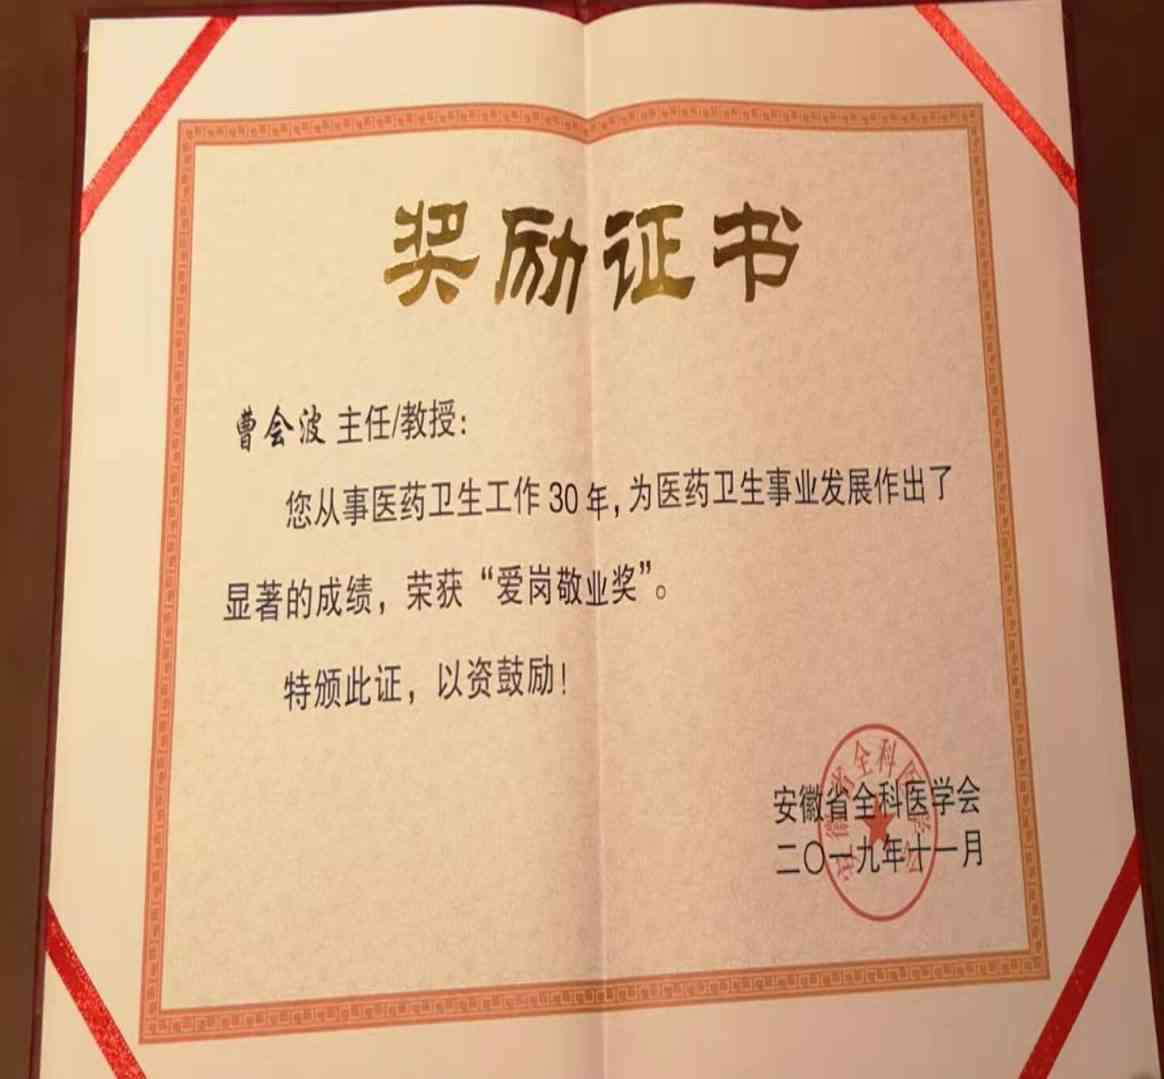 奖励证书
曹会波 主任/教授：
您从事医药卫生工作30年，为医药卫生事业发展作出了
显著的成绩，荣获“爱岗敬业奖”。
特颁此证，以资鼓励！
安徽省全科医学会
二〇一九年十一月